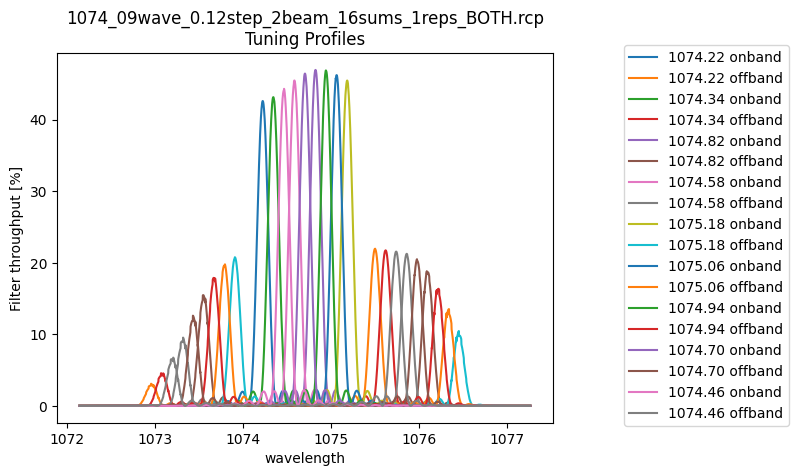 1074_09wave_0.12step_2beam_16sums_1reps_BOTH.rcp
Tuning Profiles
Filter throughput [%]
40
30
20
10
0
1072
1073
1074
1075
1076
1077
wavelength
1074.22 onband
1074.22 offband
1074.34 onband
1074.34 offband
1074.82 onband
1074.82 offband
1074.58 onband
1074.58 offband
1075.18 onband
1075.18 offband
1075.06 onband
1075.06 offband
1074.94 onband
1074.94 offband
1074.70 onband
1074.70 offband
1074.46 onband
1074.46 offband